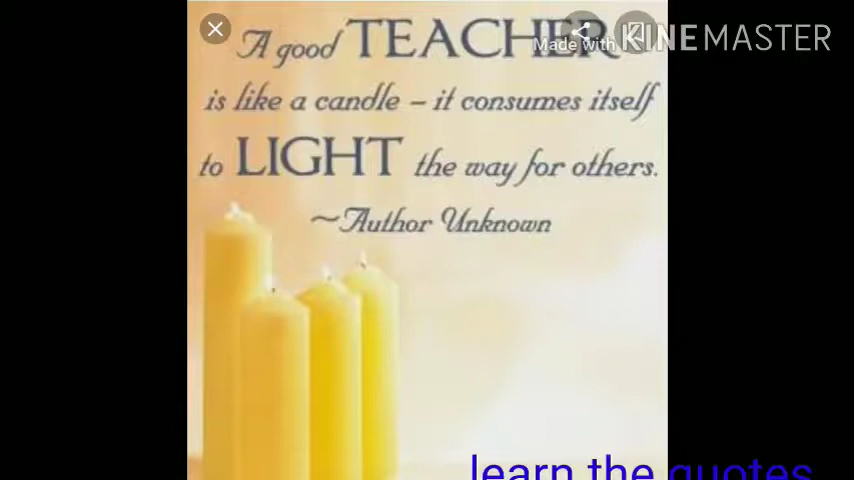 A good TEACHER
Made with KINEMASTER
is like a candle – it consumes itself
to LIGHT the way for others.
~Author Unknown
learn the quotes